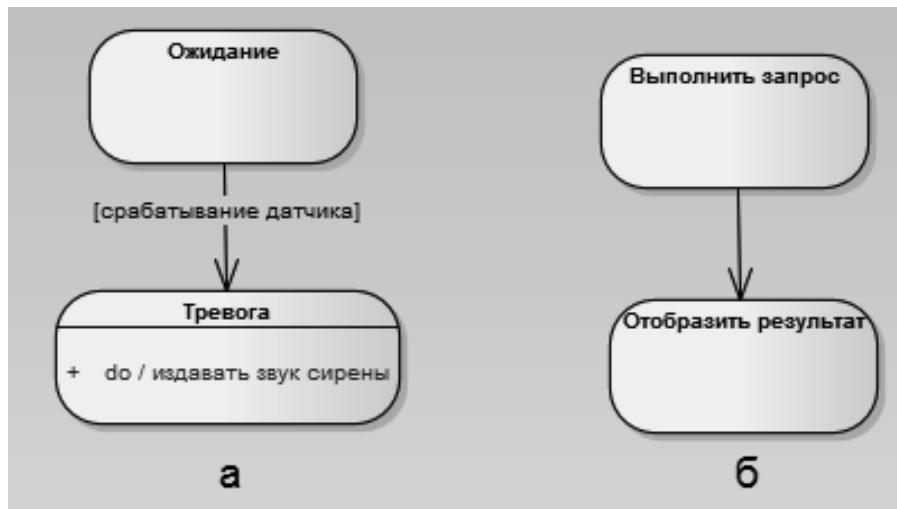 Ожидание
[срабатывание датчика]
Тревога
+ do / издавать звук сирены
а
Выполнить запрос
Отобразить результат
б